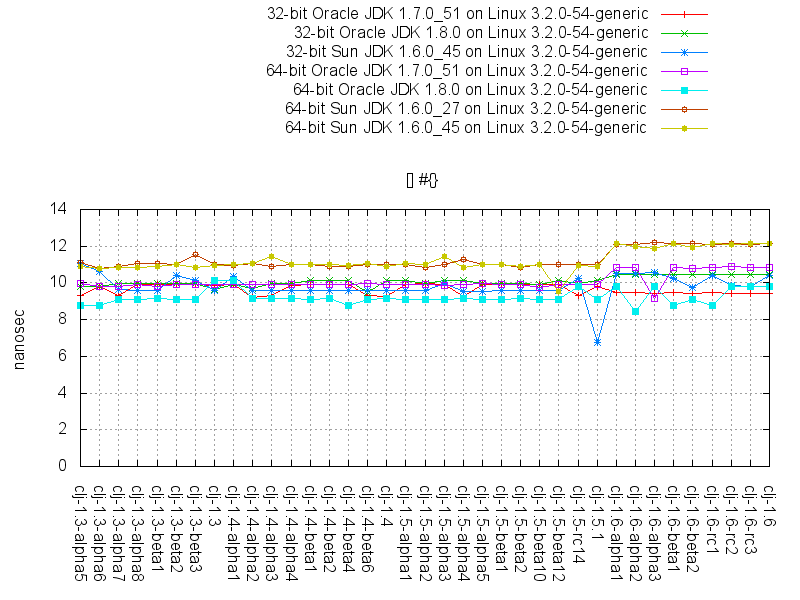 32-bit Oracle JDK 1.7.0_51 on Linux 3.2.0-54-generic
32-bit Oracle JDK 1.8.0 on Linux 3.2.0-54-generic
32-bit Sun JDK 1.6.0_45 on Linux 3.2.0-54-generic
64-bit Oracle JDK 1.7.0_51 on Linux 3.2.0-54-generic
64-bit Oracle JDK 1.8.0 on Linux 3.2.0-54-generic
64-bit Sun JDK 1.6.0_27 on Linux 3.2.0-54-generic
64-bit Sun JDK 1.6.0_45 on Linux 3.2.0-54-generic
[] #{}
14
12
10
8
6
4
2
0
nanosec
clj-1.3-alpha5
clj-1.3-alpha6
clj-1.3-alpha7
clj-1.3-alpha8
clj-1.3-beta1
clj-1.3-beta2
clj-1.3-beta3
clj-1.3
clj-1.4-alpha1
clj-1.4-alpha2
clj-1.4-alpha3
clj-1.4-alpha4
clj-1.4-beta1
clj-1.4-beta2
clj-1.4-beta4
clj-1.4-beta6
clj-1.4
clj-1.5-alpha1
clj-1.5-alpha2
clj-1.5-alpha3
clj-1.5-alpha4
clj-1.5-alpha5
clj-1.5-beta1
clj-1.5-beta2
clj-1.5-beta10
clj-1.5-beta12
clj-1.5-rc14
clj-1.5.1
clj-1.6-alpha1
clj-1.6-alpha2
clj-1.6-alpha3
clj-1.6-beta1
clj-1.6-beta2
clj-1.6-rc1
clj-1.6-rc2
clj-1.6-rc3
clj-1.6